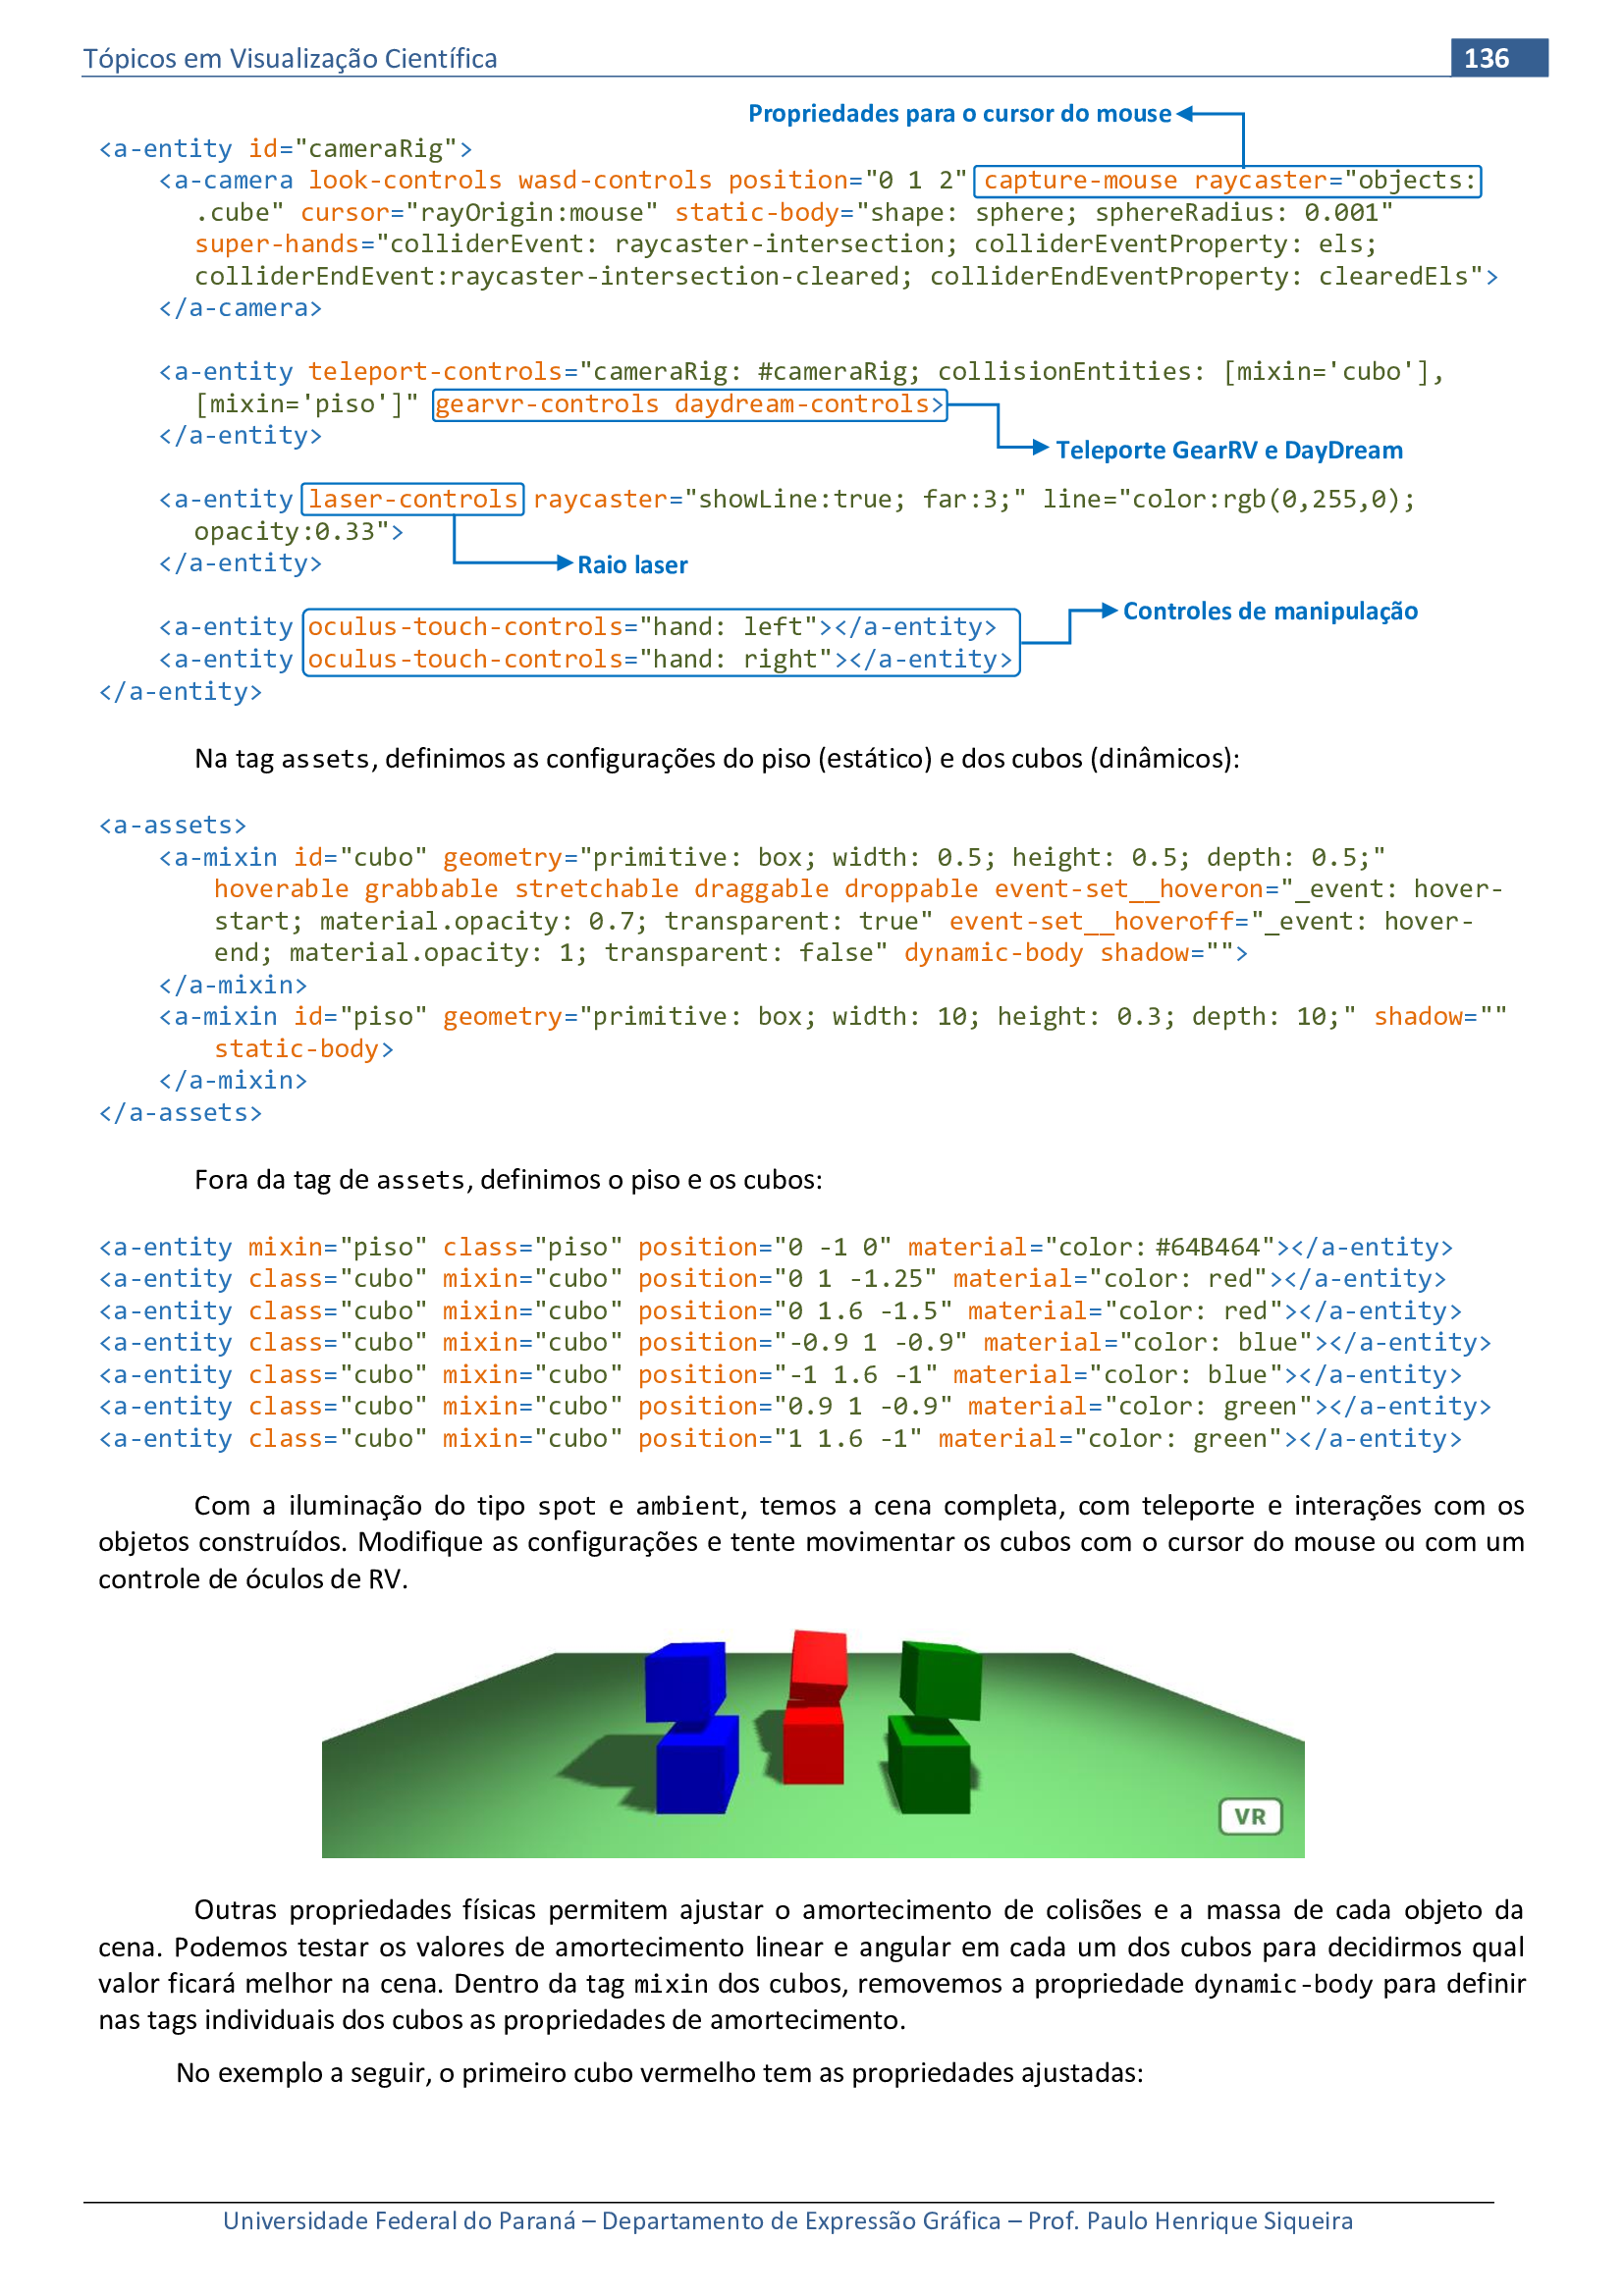 Tópicos em Visualização Científica 136
Propriedades para o cursor do mouse
<a-entity id="cameraRig">
<a-camera look-controls wasd-controls position="0 1 2" capture-mouse raycaster="objects:
.cube" cursor="rayOrigin:mouse" static-body="shape: sphere; sphereRadius: 0.001"
super-hands="colliderEvent: raycaster-intersection; colliderEventProperty: els;
colliderEndEvent:raycaster-intersection-cleared; colliderEndEventProperty: clearedEls">
</a-camera>
<a-entity teleport-controls="cameraRig: #cameraRig; collisionEntities: [mixin='cubo'],
[mixin='piso']" gearvr-controls daydream-controls>
</a-entity>
Teleporte GearRV e DayDream
<a-entity laser-controls raycaster="showLine:true; far:3;" line="color:rgb(0,255,0);
opacity:0.33">
</a-entity>
Raio laser
Controles de manipulação
<a-entity oculus-touch-controls="hand: left"></a-entity>
<a-entity oculus-touch-controls="hand: right"></a-entity>
</a-entity>
Na tag assets, definimos as configurações do piso (estático) e dos cubos (dinâmicos):
<a-assets>
<a-mixin id="cubo" geometry="primitive: box; width: 0.5; height: 0.5; depth: 0.5;"
hoverable grabbable stretchable draggable droppable event-set__hoveron="_event: hover-
start; material.opacity: 0.7; transparent: true" event-set__hoveroff="_event: hover-
end; material.opacity: 1; transparent: false" dynamic-body shadow="">
</a-mixin>
<a-mixin id="piso" geometry="primitive: box; width: 10; height: 0.3; depth: 10;" shadow=""
static-body>
</a-mixin>
</a-assets>
Fora da tag de assets, definimos o piso e os cubos:
<a-entity mixin="piso" class="piso" position="0 -1 0" material="color: #64B464"></a-entity>
<a-entity class="cubo" mixin="cubo" position="0 1 -1.25" material="color: red"></a-entity>
<a-entity class="cubo" mixin="cubo" position="0 1.6 -1.5" material="color: red"></a-entity>
<a-entity class="cubo" mixin="cubo" position="-0.9 1 -0.9" material="color: blue"></a-entity>
<a-entity class="cubo" mixin="cubo" position="-1 1.6 -1" material="color: blue"></a-entity>
<a-entity class="cubo" mixin="cubo" position="0.9 1 -0.9" material="color: green"></a-entity>
<a-entity class="cubo" mixin="cubo" position="1 1.6 -1" material="color: green"></a-entity>
Com a iluminação do tipo spot e ambient, temos a cena completa, com teleporte e interações com os
objetos construídos. Modifique as configurações e tente movimentar os cubos com o cursor do mouse ou com um
controle de óculos de RV.
VR
Outras propriedades físicas permitem ajustar o amortecimento de colisões e a massa de cada objeto da
cena. Podemos testar os valores de amortecimento linear e angular em cada um dos cubos para decidirmos qual
valor ficará melhor na cena. Dentro da tag mixin dos cubos, removemos a propriedade dynamic-body para definir
nas tags individuais dos cubos as propriedades de amortecimento.
No exemplo a seguir, o primeiro cubo vermelho tem as propriedades ajustadas:
Universidade Federal do Paraná – Departamento de Expressão Gráfica – Prof. Paulo Henrique Siqueira